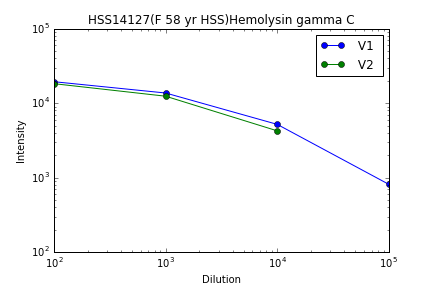 HSS14127(F 58 yr HSS)Hemolysin gamma C
V1
V2
Intensity
10^5
10^4
10^3
10^2
10^2 10^3 10^4 10^5
Dilution